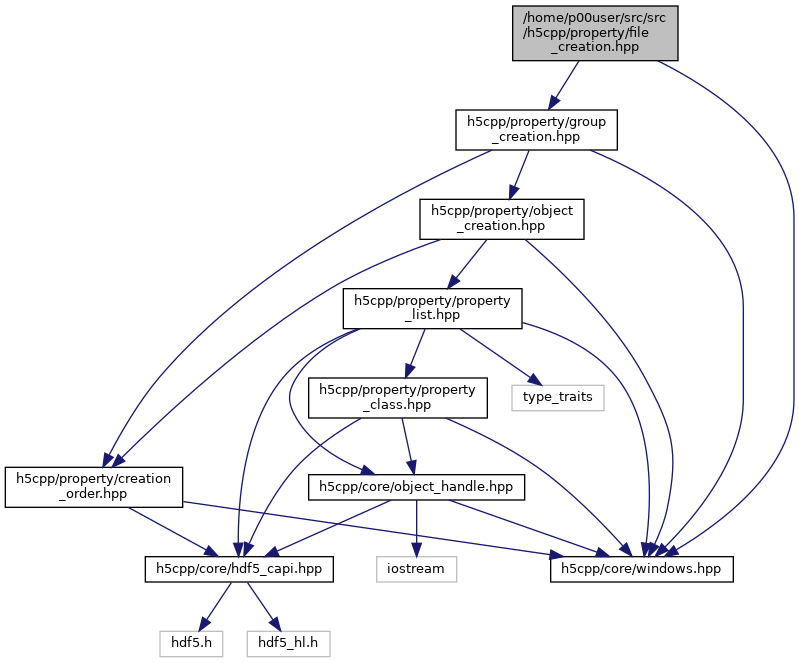 /home/p00user/src/src
/h5cpp/property/file
_creation.hpp
h5cpp/property/group
_creation.hpp
h5cpp/property/object
_creation.hpp
h5cpp/property/property
_list.hpp
h5cpp/property/property
_class.hpp
type_traits
h5cpp/property/creation
_order.hpp
h5cpp/core/object_handle.hpp
h5cpp/core/hdf5_capi.hpp
iostream
h5cpp/core/windows.hpp
hdf5.h
hdf5_hl.h